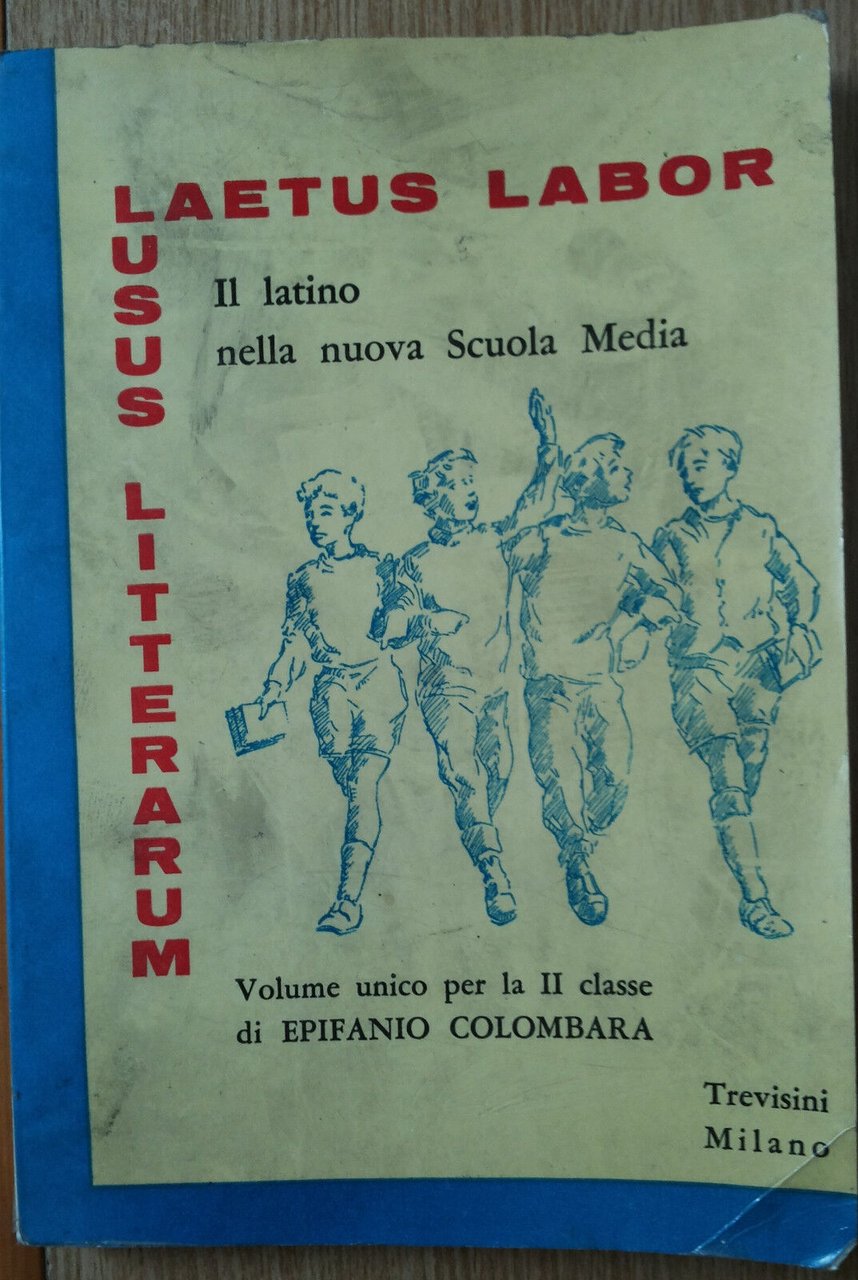 LAETUS LABOR
LUSUS LITTERARUM
Il latino
nella nuova Scuola Media
Volume unico per la II classe
di EPIFANIO COLOMBARA
Trevisini
Milano